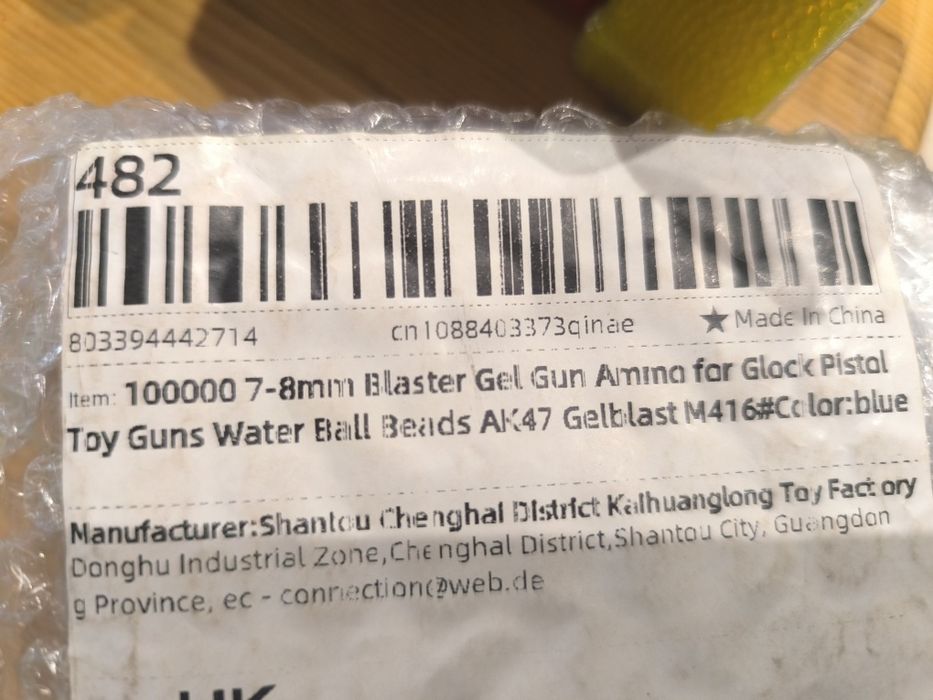 482
803394442714 cn1088403373qinae ★ Made In China
Item: 100000 7-8mm Blaster Gel Gun Ammo for Glock Pistol
Toy Guns Water Ball Beads AK47 Gelblast M416#Color:blue
Manufacturer:Shantou Chenghai District Kaihuanglong Toy Factory
Donghu Industrial Zone,Chenghai District,Shantou City, Guangdon
g Province, ec - connection@web.de
UK